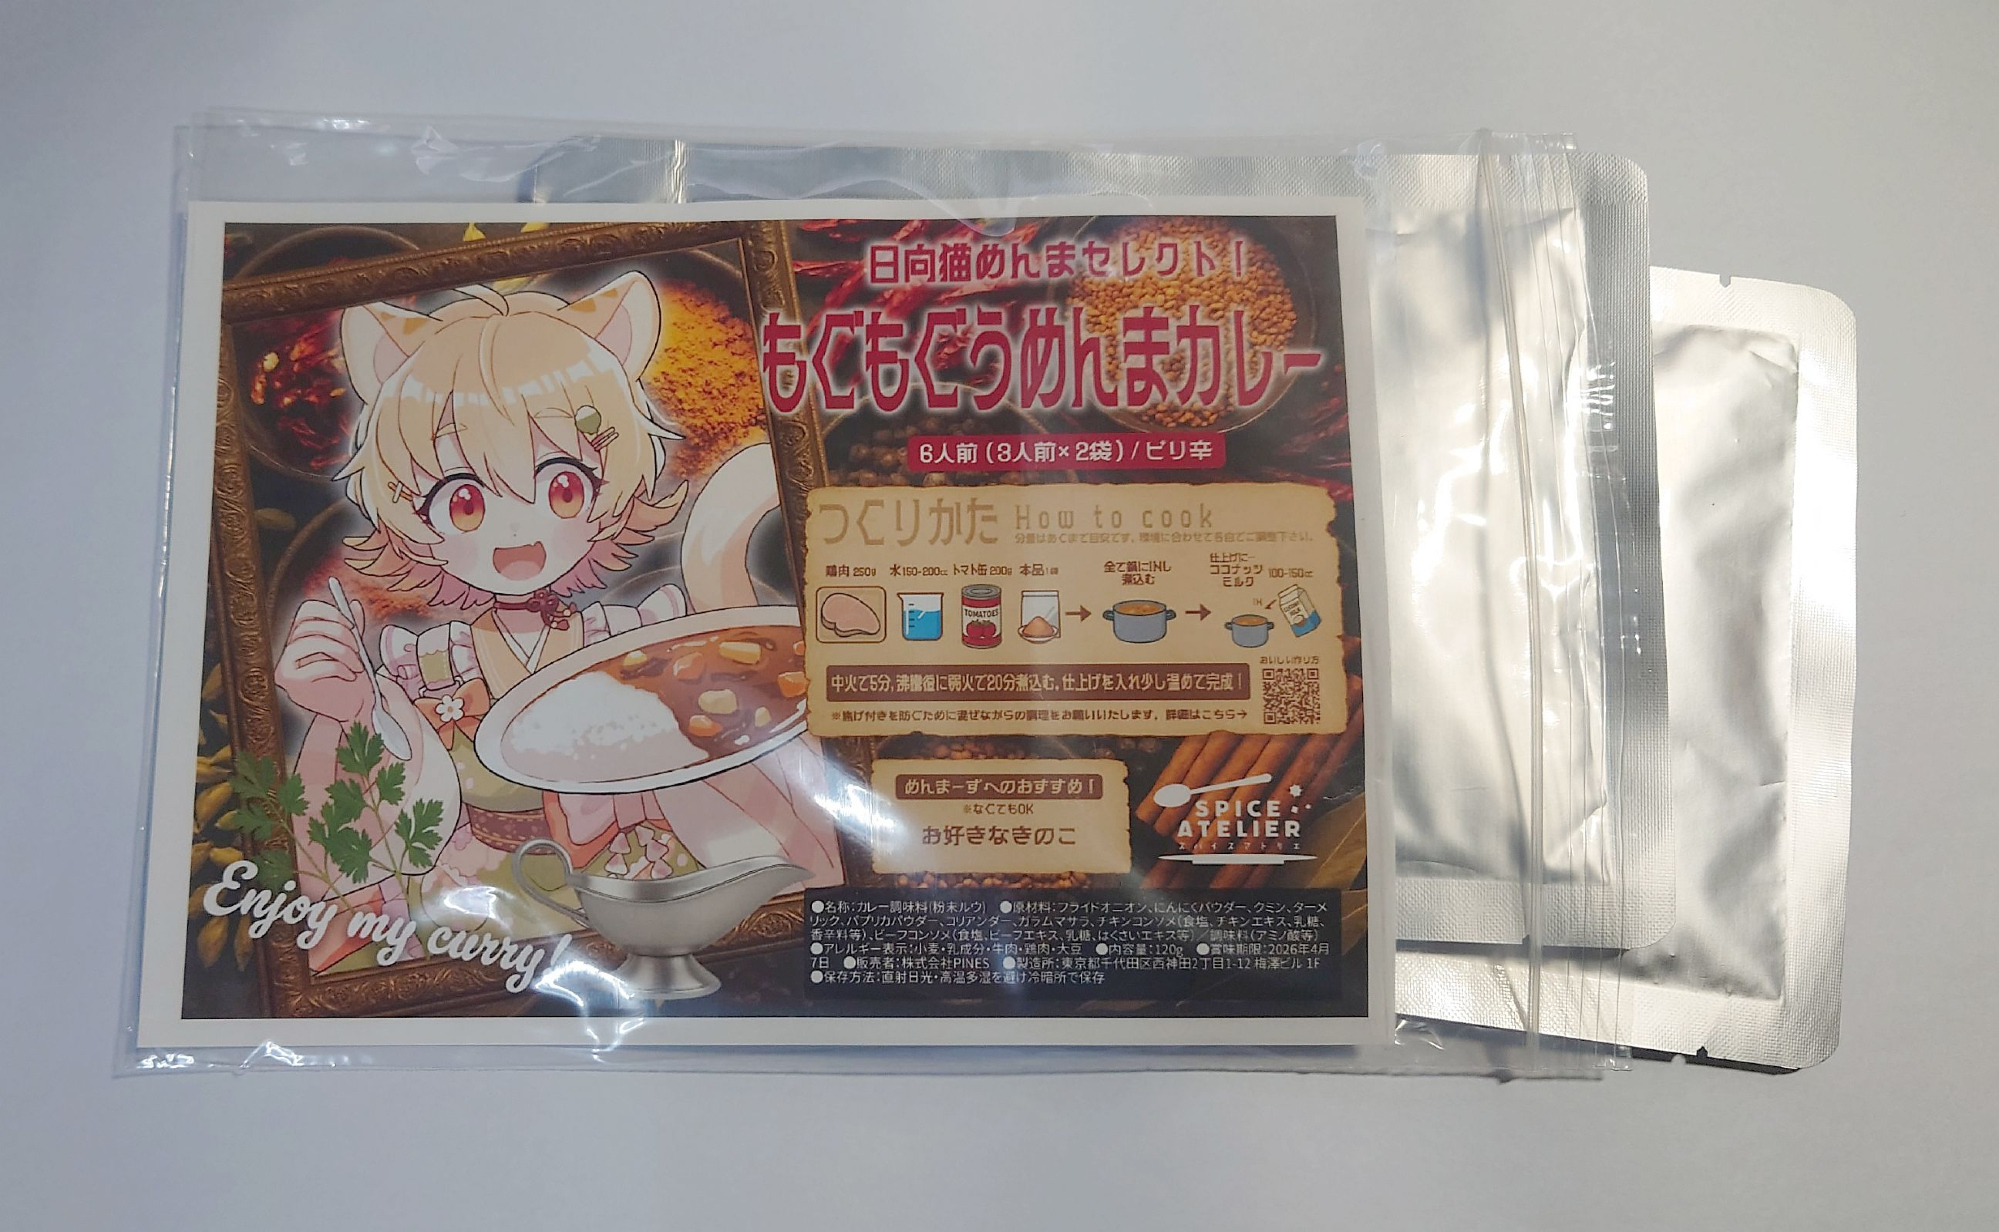 日向猫めんまセレクト！
もぐもぐうめんまカレー
6人前(3人前×2袋)/ピリ辛
つくりかた How to cook
分量はあくまで目安です。環境に合わせて各自でご調整下さい。
鶏肉 250g 水150-200cc トマト缶 200g 本品1袋
全て鍋にINし
煮込む
仕上げに…
ココナッツ
ミルク 100-150cc
TOMATOES
IN
中火で5分,沸騰後に弱火で20分煮込む。仕上げを入れ少し温めて完成！
おいしい作り方
※焦げ付きを防ぐために混ぜながらの調理をお願いいたします。詳細はこちら→
めんまーずへのおすすめ！
※なくてもOK
お好きなきのこ
SPICE
ATELIER
スパイスアトリエ
Enjoy my curry!
●名称:カレー調味料(粉末ルウ) ●原材料:フライドオニオン、にんにくパウダー、クミン、ターメ
リック、パプリカパウダー、コリアンダー、ガラムマサラ、チキンコンソメ(食塩、チキンエキス、乳糖、
香辛料等)、ビーフコンソメ(食塩、ビーフエキス、乳糖、はくさいエキス等)／調味料(アミノ酸等)
●アレルギー表示:小麦・乳成分・牛肉・鶏肉・大豆 ●内容量:120g ●賞味期限:2026年4月
7日 ●販売者:株式会社PINES ●製造所:東京都千代田区西神田2丁目1-12 梅澤ビル 1F
●保存方法:直射日光・高温多湿を避け冷暗所で保存